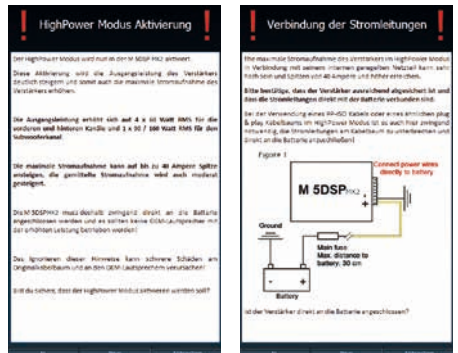 ! HighPower Modus Aktivierung !
Der HighPower Modus wird nun in der M 5DSP MK2 aktiviert.
Diese Aktivierung wird die Ausgangsleistung des Verstärkers
deutlich steigern und somit auch die maximale Stromaufnahme des
Verstärkers erhöhen.
Die Ausgangsleistung erhöht sich auf 4 x 60 Watt RMS für die
vorderen und hinteren Kanäle und 1 x 90 / 160 Watt RMS für den
Subwooferkanal.
Die maximale Stromaufnahme kann auf bis zu 40 Ampere Spitze
ansteigen, die gemittelte Stromaufnahme wird auch moderat
gesteigert.
Die M 5DSP MK2 muss deshalb zwingend direkt an die Batterie
angeschlossen werden und es sollten keine OEM-Lautsprecher mit
der erhöhten Leistung betrieben werden!
Das Ignorieren dieser Hinweise kann schwere Schäden am
Originalkabelbaum und an den OEM-Lautsprechern verursachen!
Bist du sicher, dass der HighPower Modus aktiviert werden soll?
! Verbindung der Stromleitungen !
Die maximale Stromaufnahme des Verstärkers im HighPower Modus
in Verbindung mit seinem internen geregelten Netzteil kann sehr
hoch sein und Spitzen von 40 Ampere und höher erreichen.
Bitte bestätige, dass der Verstärker ausreichend abgesichert ist und
dass die Stromleitungen direkt mit der Batterie verbunden sind.
Bei der Verwendung eines PP-ISO Kabels oder eines ähnlichen plug
& play Kabelbaums im HighPower Modus ist es auch hier zwingend
notwendig, die Stromleitungen am Kabelbaum zu unterbrechen und
direkt an die Batterie anzuschließen!
Figure 1
Connect power wires
directly to battery
M 5DSP MK2
- +
Ground
Main fuse
Max. distance to
battery: 30 cm
- +
Battery
Ist der Verstärker direkt an die Batterie angeschlossen?